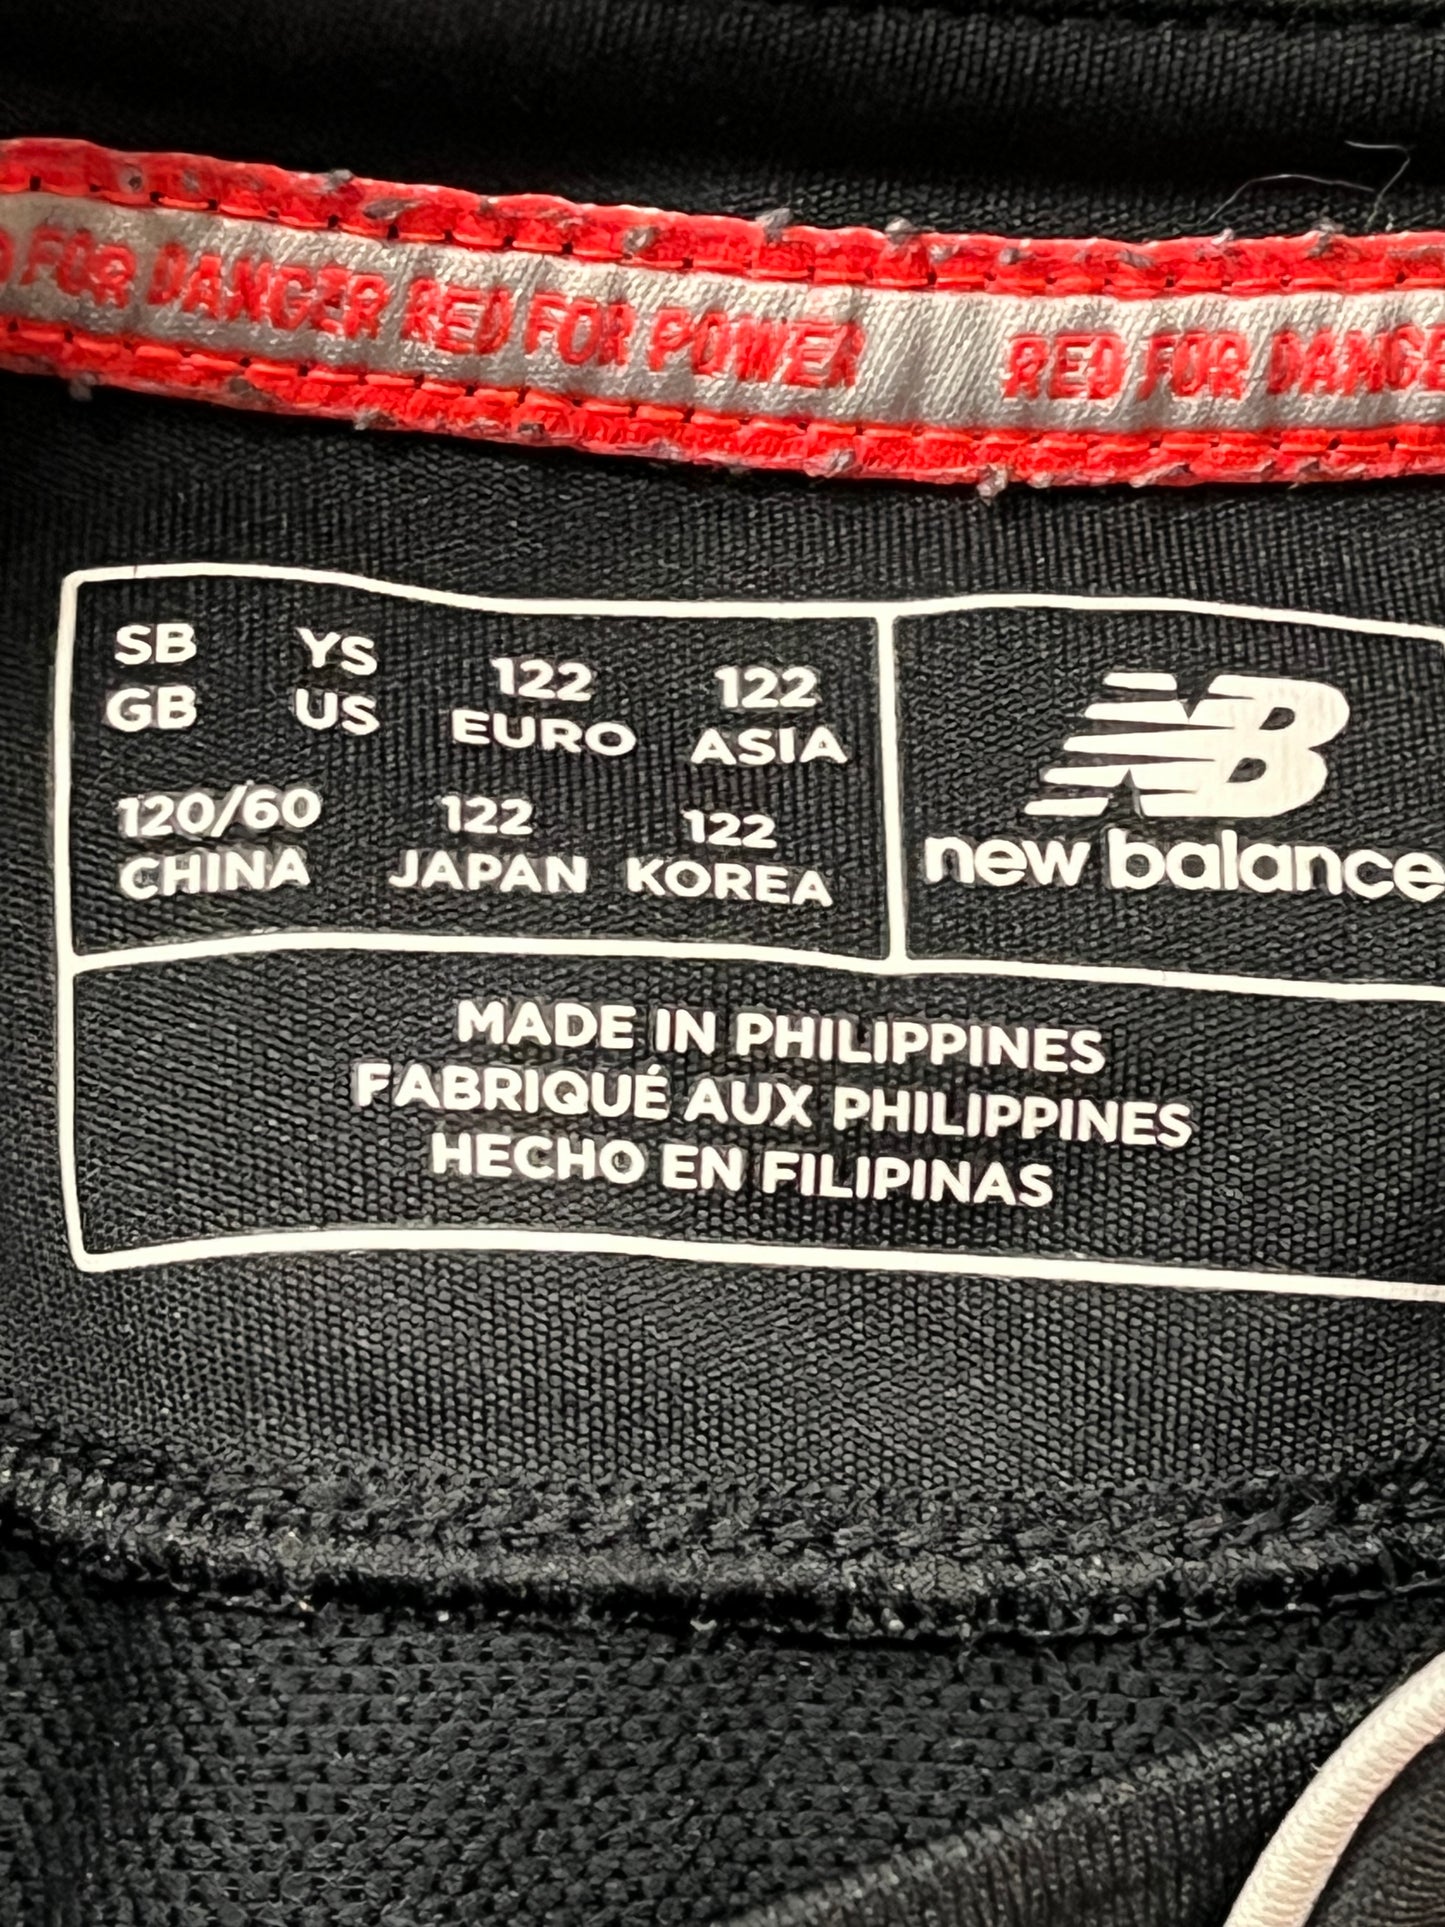 FOR DANGER RED FOR POWER RED FOR
SB YS 122 122
GB US EURO ASIA
120/60 122 122
CHINA JAPAN KOREA
NB
new balance
MADE IN PHILIPPINES
FABRIQUÉ AUX PHILIPPINES
HECHO EN FILIPINAS